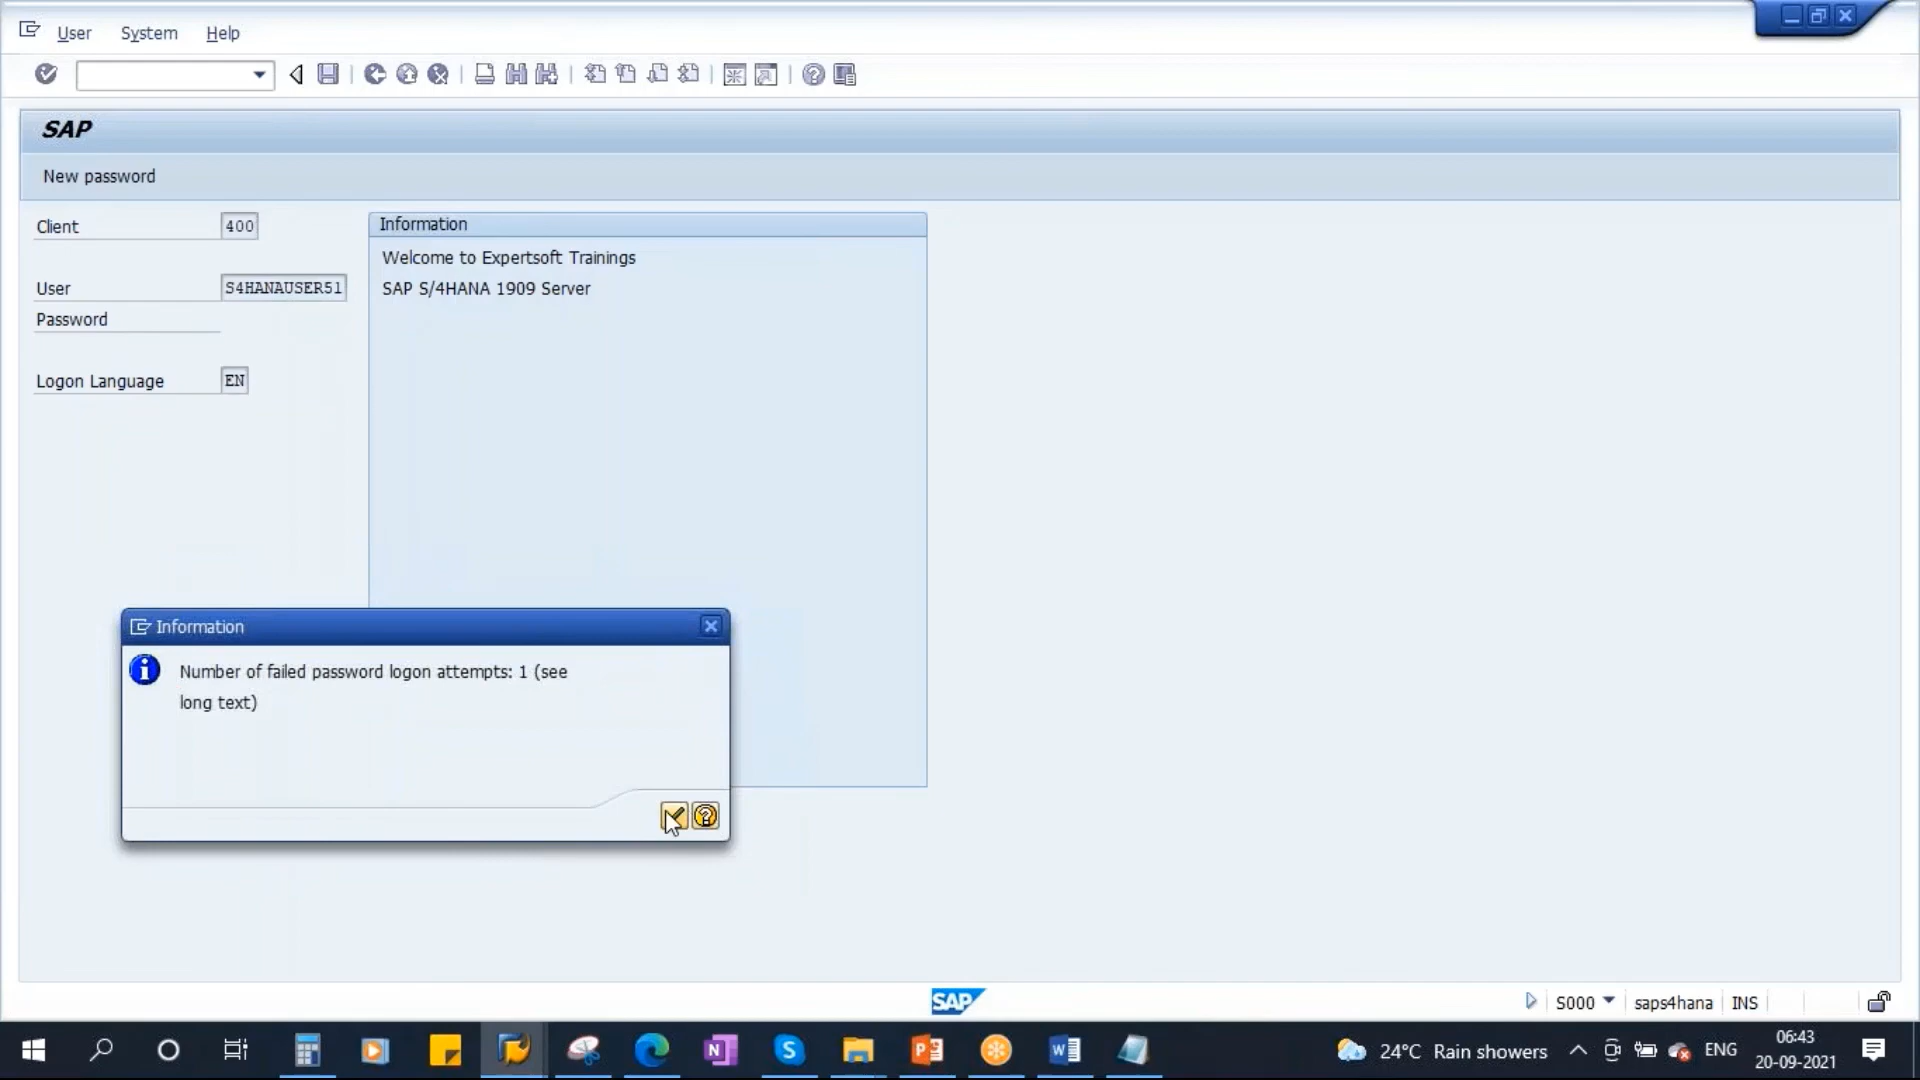 User System Help
SAP
New password
Client 400
User S4HANAUSER51
Password
Logon Language EN
Information
Welcome to Expertsoft Trainings
SAP S/4HANA 1909 Server
Information
Number of failed password logon attempts: 1 (see
long text)
SAP
S000 saps4hana INS
24°C Rain showers ENG
06:43
20-09-2021